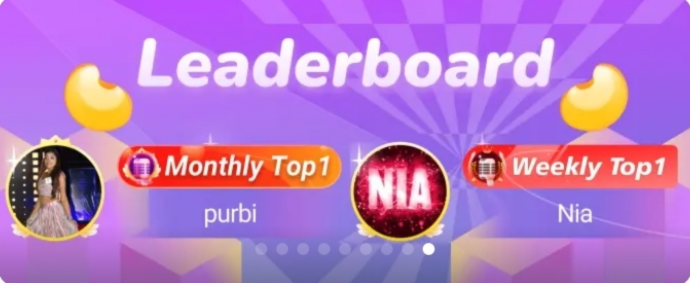 Leaderboard
Monthly Top1
purbi
NIA
Weekly Top1
Nia